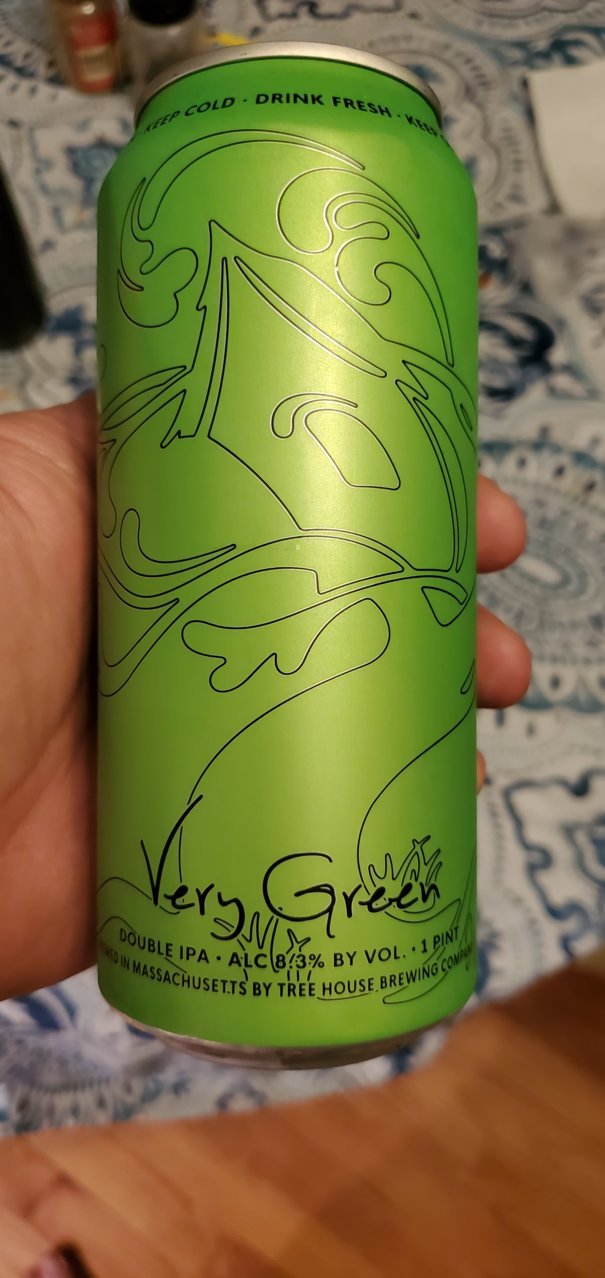 KEEP COLD · DRINK FRESH · KEEP
Very Green
DOUBLE IPA · ALC 8.3% BY VOL. · 1 PINT
IN MASSACHUSETTS BY TREE HOUSE BREWING COMPANY